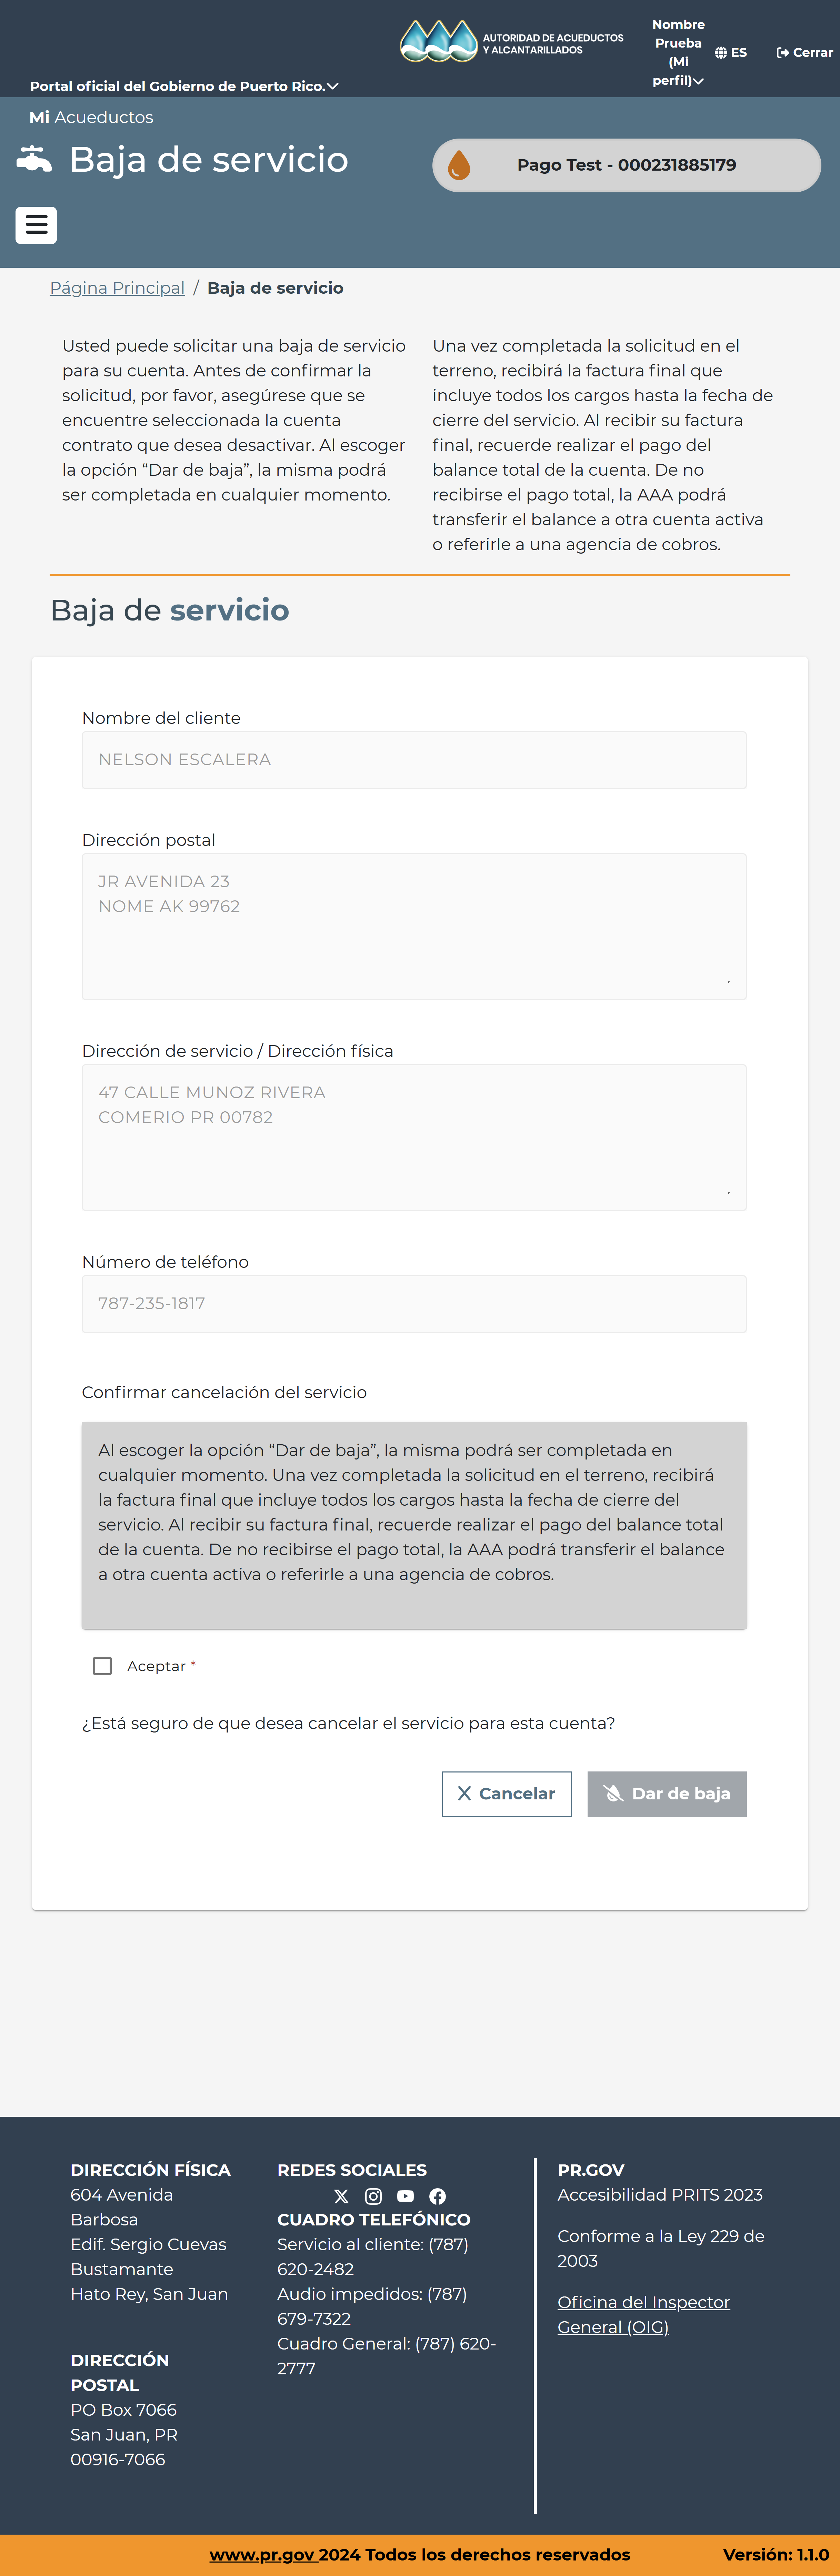 Portal oficial del Gobierno de Puerto Rico.
AUTORIDAD DE ACUEDUCTOS
Y ALCANTARILLADOS
Nombre
Prueba
(Mi
perfil)
ES
Cerrar
Mi Acueductos
Baja de servicio
Pago Test - 000231885179
Página Principal / Baja de servicio
Usted puede solicitar una baja de servicio
para su cuenta. Antes de confirmar la
solicitud, por favor, asegúrese que se
encuentre seleccionada la cuenta
contrato que desea desactivar. Al escoger
la opción “Dar de baja”, la misma podrá
ser completada en cualquier momento.
Una vez completada la solicitud en el
terreno, recibirá la factura final que
incluye todos los cargos hasta la fecha de
cierre del servicio. Al recibir su factura
final, recuerde realizar el pago del
balance total de la cuenta. De no
recibirse el pago total, la AAA podrá
transferir el balance a otra cuenta activa
o referirle a una agencia de cobros.
Baja de servicio
Nombre del cliente
NELSON ESCALERA
Dirección postal
JR AVENIDA 23
NOME AK 99762
Dirección de servicio / Dirección física
47 CALLE MUNOZ RIVERA
COMERIO PR 00782
Número de teléfono
787-235-1817
Confirmar cancelación del servicio
Al escoger la opción “Dar de baja”, la misma podrá ser completada en
cualquier momento. Una vez completada la solicitud en el terreno, recibirá
la factura final que incluye todos los cargos hasta la fecha de cierre del
servicio. Al recibir su factura final, recuerde realizar el pago del balance total
de la cuenta. De no recibirse el pago total, la AAA podrá transferir el balance
a otra cuenta activa o referirle a una agencia de cobros.
Aceptar *
¿Está seguro de que desea cancelar el servicio para esta cuenta?
Cancelar
Dar de baja
DIRECCIÓN FÍSICA
604 Avenida
Barbosa
Edif. Sergio Cuevas
Bustamante
Hato Rey, San Juan
DIRECCIÓN
POSTAL
PO Box 7066
San Juan, PR
00916-7066
REDES SOCIALES
CUADRO TELEFÓNICO
Servicio al cliente: (787)
620-2482
Audio impedidos: (787)
679-7322
Cuadro General: (787) 620-
2777
PR.GOV
Accesibilidad PRITS 2023
Conforme a la Ley 229 de
2003
Oficina del Inspector
General (OIG)
www.pr.gov 2024 Todos los derechos reservados
Versión: 1.1.0